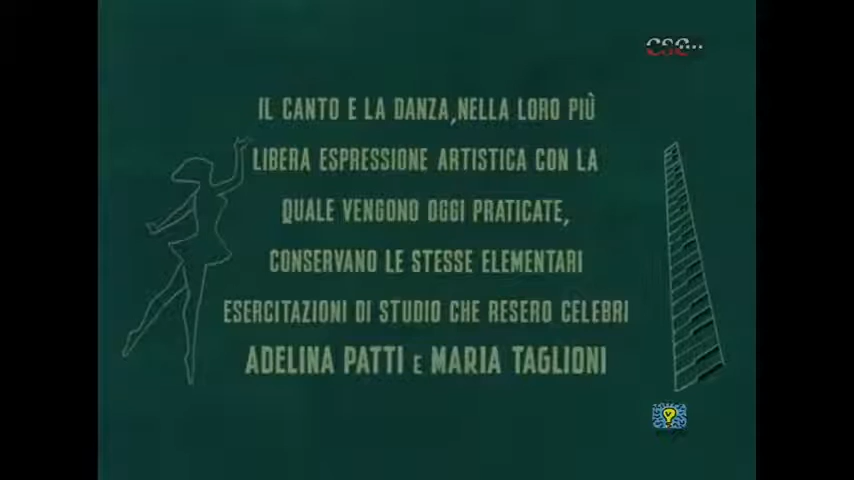 CSC
IL CANTO E LA DANZA, NELLA LORO PIÙ
LIBERA ESPRESSIONE ARTISTICA CON LA
QUALE VENGONO OGGI PRATICATE,
CONSERVANO LE STESSE ELEMENTARI
ESERCITAZIONI DI STUDIO CHE RESERO CELEBRI
ADELINA PATTI E MARIA TAGLIONI